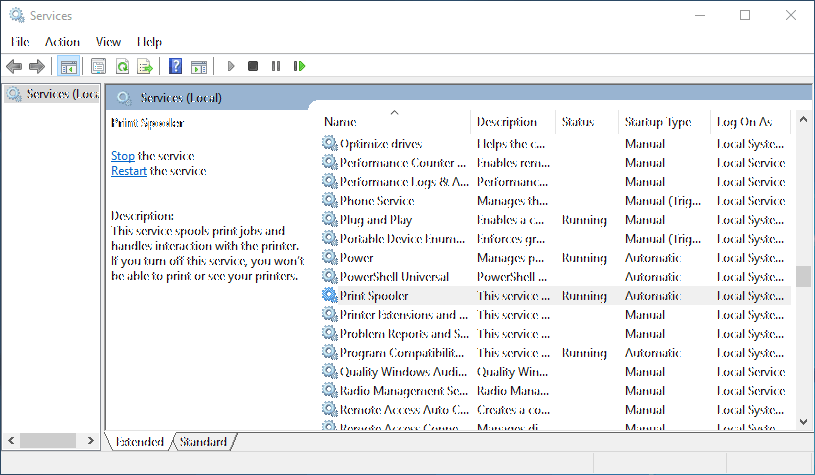 Services
File Action View Help
Services (Loca
Services (Local)
Print Spooler
Stop the service
Restart the service
Description:
This service spools print jobs and
handles interaction with the printer.
If you turn off this service, you won't
be able to print or see your printers.
Name Description Status Startup Type Log On As
Optimize drives Helps the c... Manual Local Syste...
Performance Counter ... Enables rem... Manual Local Service
Performance Logs & A... Performanc... Manual Local Service
Phone Service Manages th... Manual (Trig... Local Service
Plug and Play Enables a c... Running Manual Local Syste...
Portable Device Enum... Enforces gr... Manual (Trig... Local Syste...
Power Manages p... Running Automatic Local Syste...
PowerShell Universal PowerShell ... Automatic Local Syste...
Print Spooler This service ... Running Automatic Local Syste...
Printer Extensions and ... This service ... Manual Local Syste...
Problem Reports and S... This service ... Manual Local Syste...
Program Compatibilit... This service ... Running Automatic Local Syste...
Quality Windows Audi... Quality Win... Manual Local Service
Radio Management Se... Radio Mana... Manual Local Service
Remote Access Auto C... Creates a co... Manual Local Syste...
Remote Access Conne... Manages di... Manual Local Syste...
Extended Standard